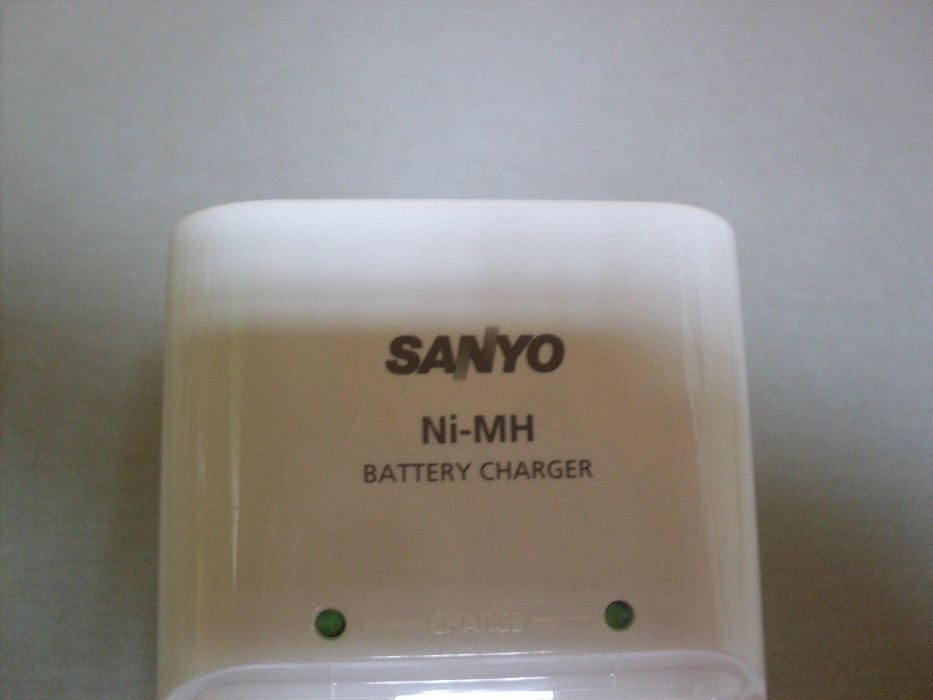 SANYO
Ni-MH
BATTERY CHARGER
CHARGE